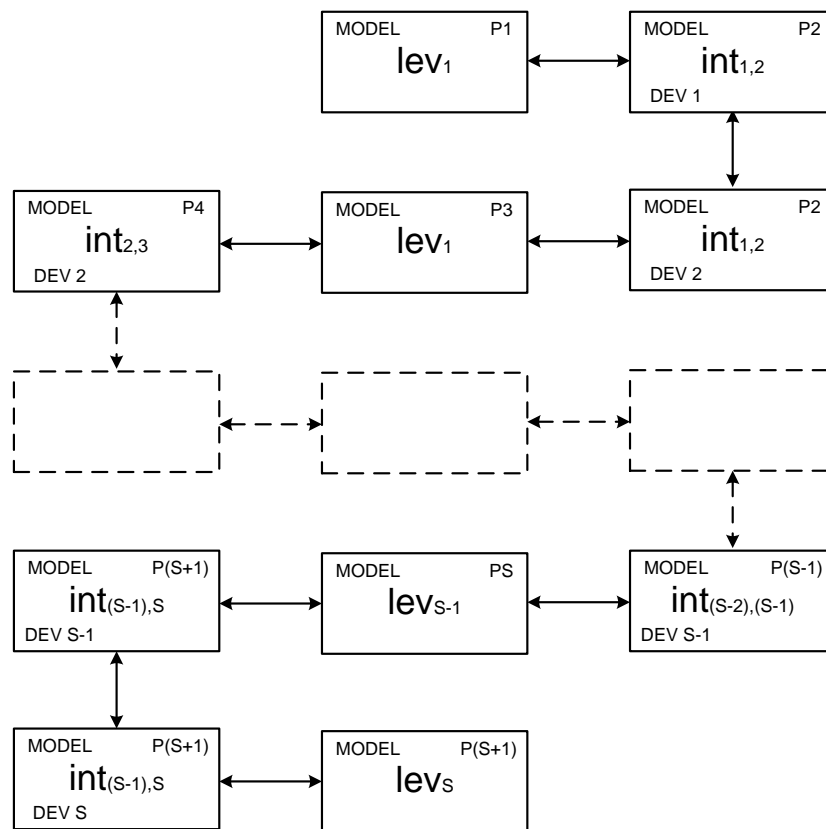 MODEL P1
lev1
MODEL P2
int1,2
DEV 1
MODEL P4
int2,3
DEV 2
MODEL P3
lev1
MODEL P2
int1,2
DEV 2
MODEL P(S+1)
int(S-1),S
DEV S-1
MODEL PS
levS-1
MODEL P(S-1)
int(S-2),(S-1)
DEV S-1
MODEL P(S+1)
int(S-1),S
DEV S
MODEL P(S+1)
levS